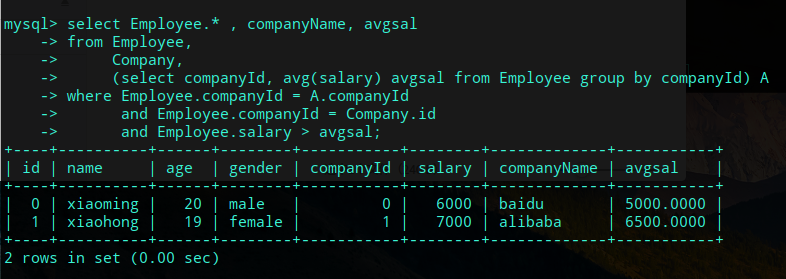 mysql> select Employee.* , companyName, avgsal
    -> from Employee,
    ->      Company,
    ->      (select companyId, avg(salary) avgsal from Employee group by companyId) A
    -> where Employee.companyId = A.companyId
    ->       and Employee.companyId = Company.id
    ->       and Employee.salary > avgsal;
+----+----------+------+--------+-----------+--------+-------------+-----------+
| id | name     | age  | gender | companyId | salary | companyName | avgsal    |
+----+----------+------+--------+-----------+--------+-------------+-----------+
|  0 | xiaoming |   20 | male   |         0 |   6000 | baidu       | 5000.0000 |
|  1 | xiaohong |   19 | female |         1 |   7000 | alibaba     | 6500.0000 |
+----+----------+------+--------+-----------+--------+-------------+-----------+
2 rows in set (0.00 sec)